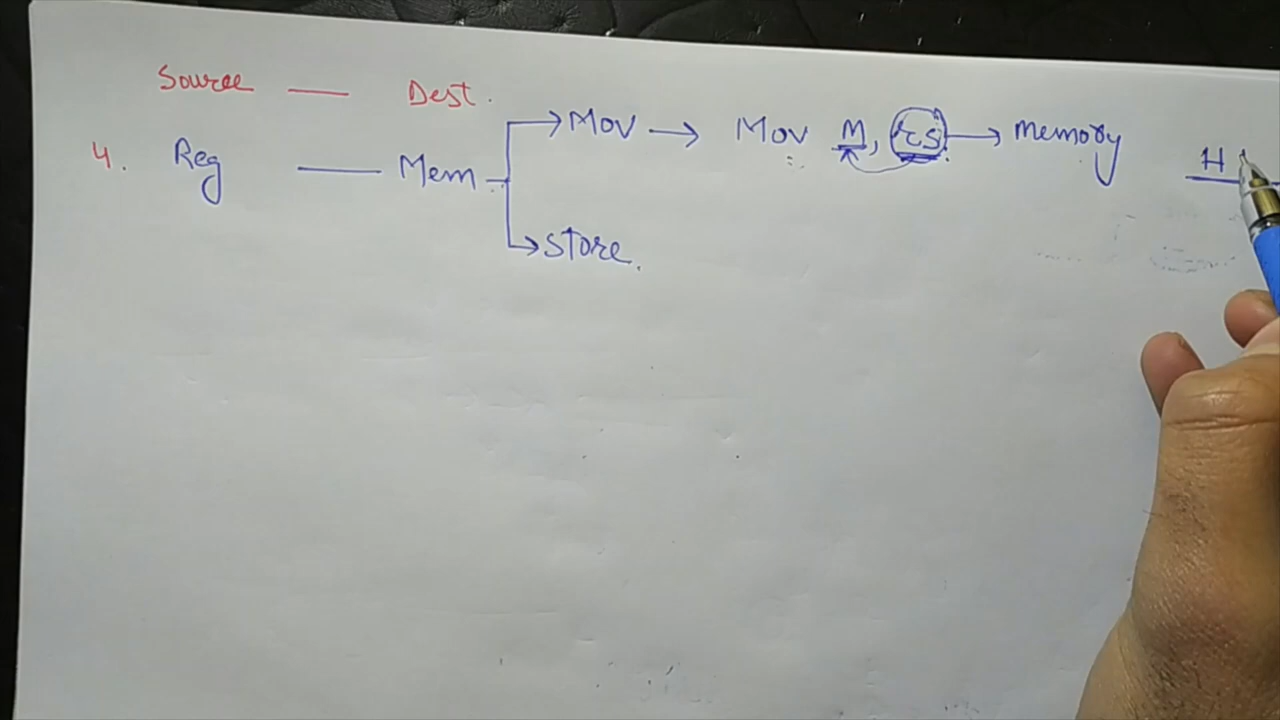 Source — Dest.
4. Reg — Mem → Mov → Mov M, rs → memory H
→ store.